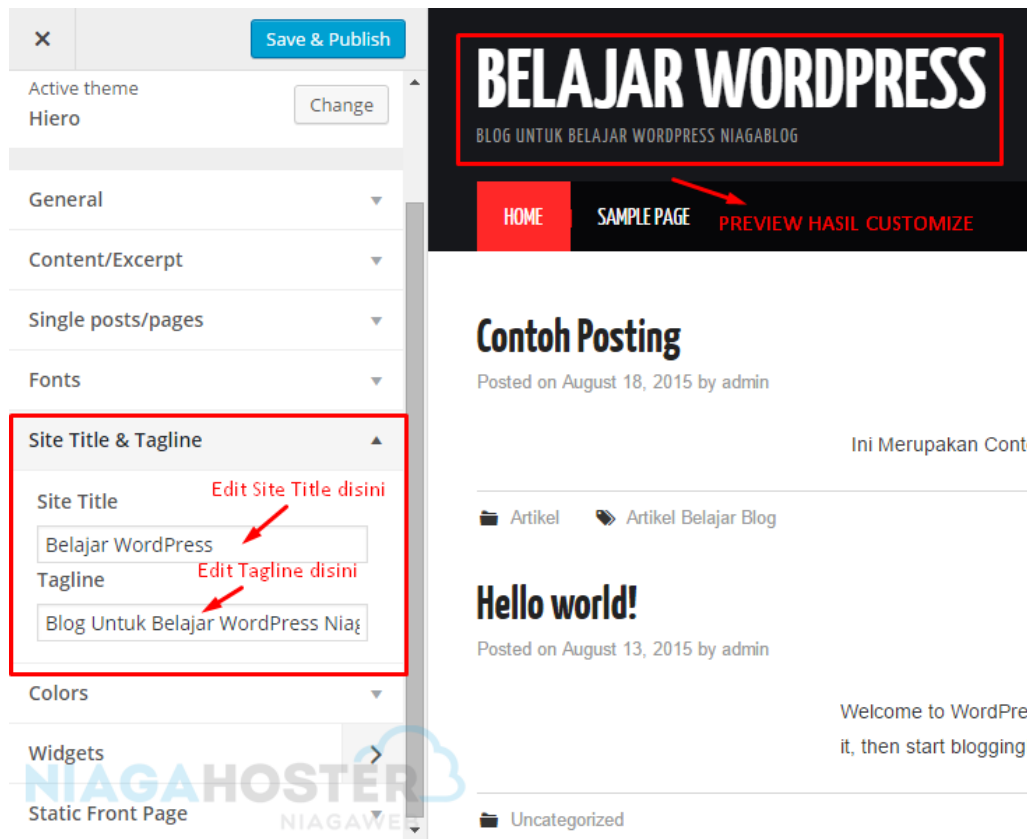 Save & Publish
Active theme
Hiero
Change
General
Content/Excerpt
Single posts/pages
Fonts
Site Title & Tagline
Site Title
Edit Site Title disini
Belajar WordPress
Tagline
Edit Tagline disini
Blog Untuk Belajar WordPress
Colors
Widgets
Static Front Page
NIAGAHOSTER
BELAJAR WORDPRESS
BLOG UNTUK BELAJAR WORDPRESS NIAGABLOG
HOME
SAMPLE PAGE
PREVIEW HASIL CUSTOMIZE
Contoh Posting
Posted on August 18, 2015 by admin
Ini Merupakan
Artikel
Artikel Belajar Blog
Hello world!
Posted on August 13, 2015 by admin
Welcome to
it, then start blogging
Uncategorized